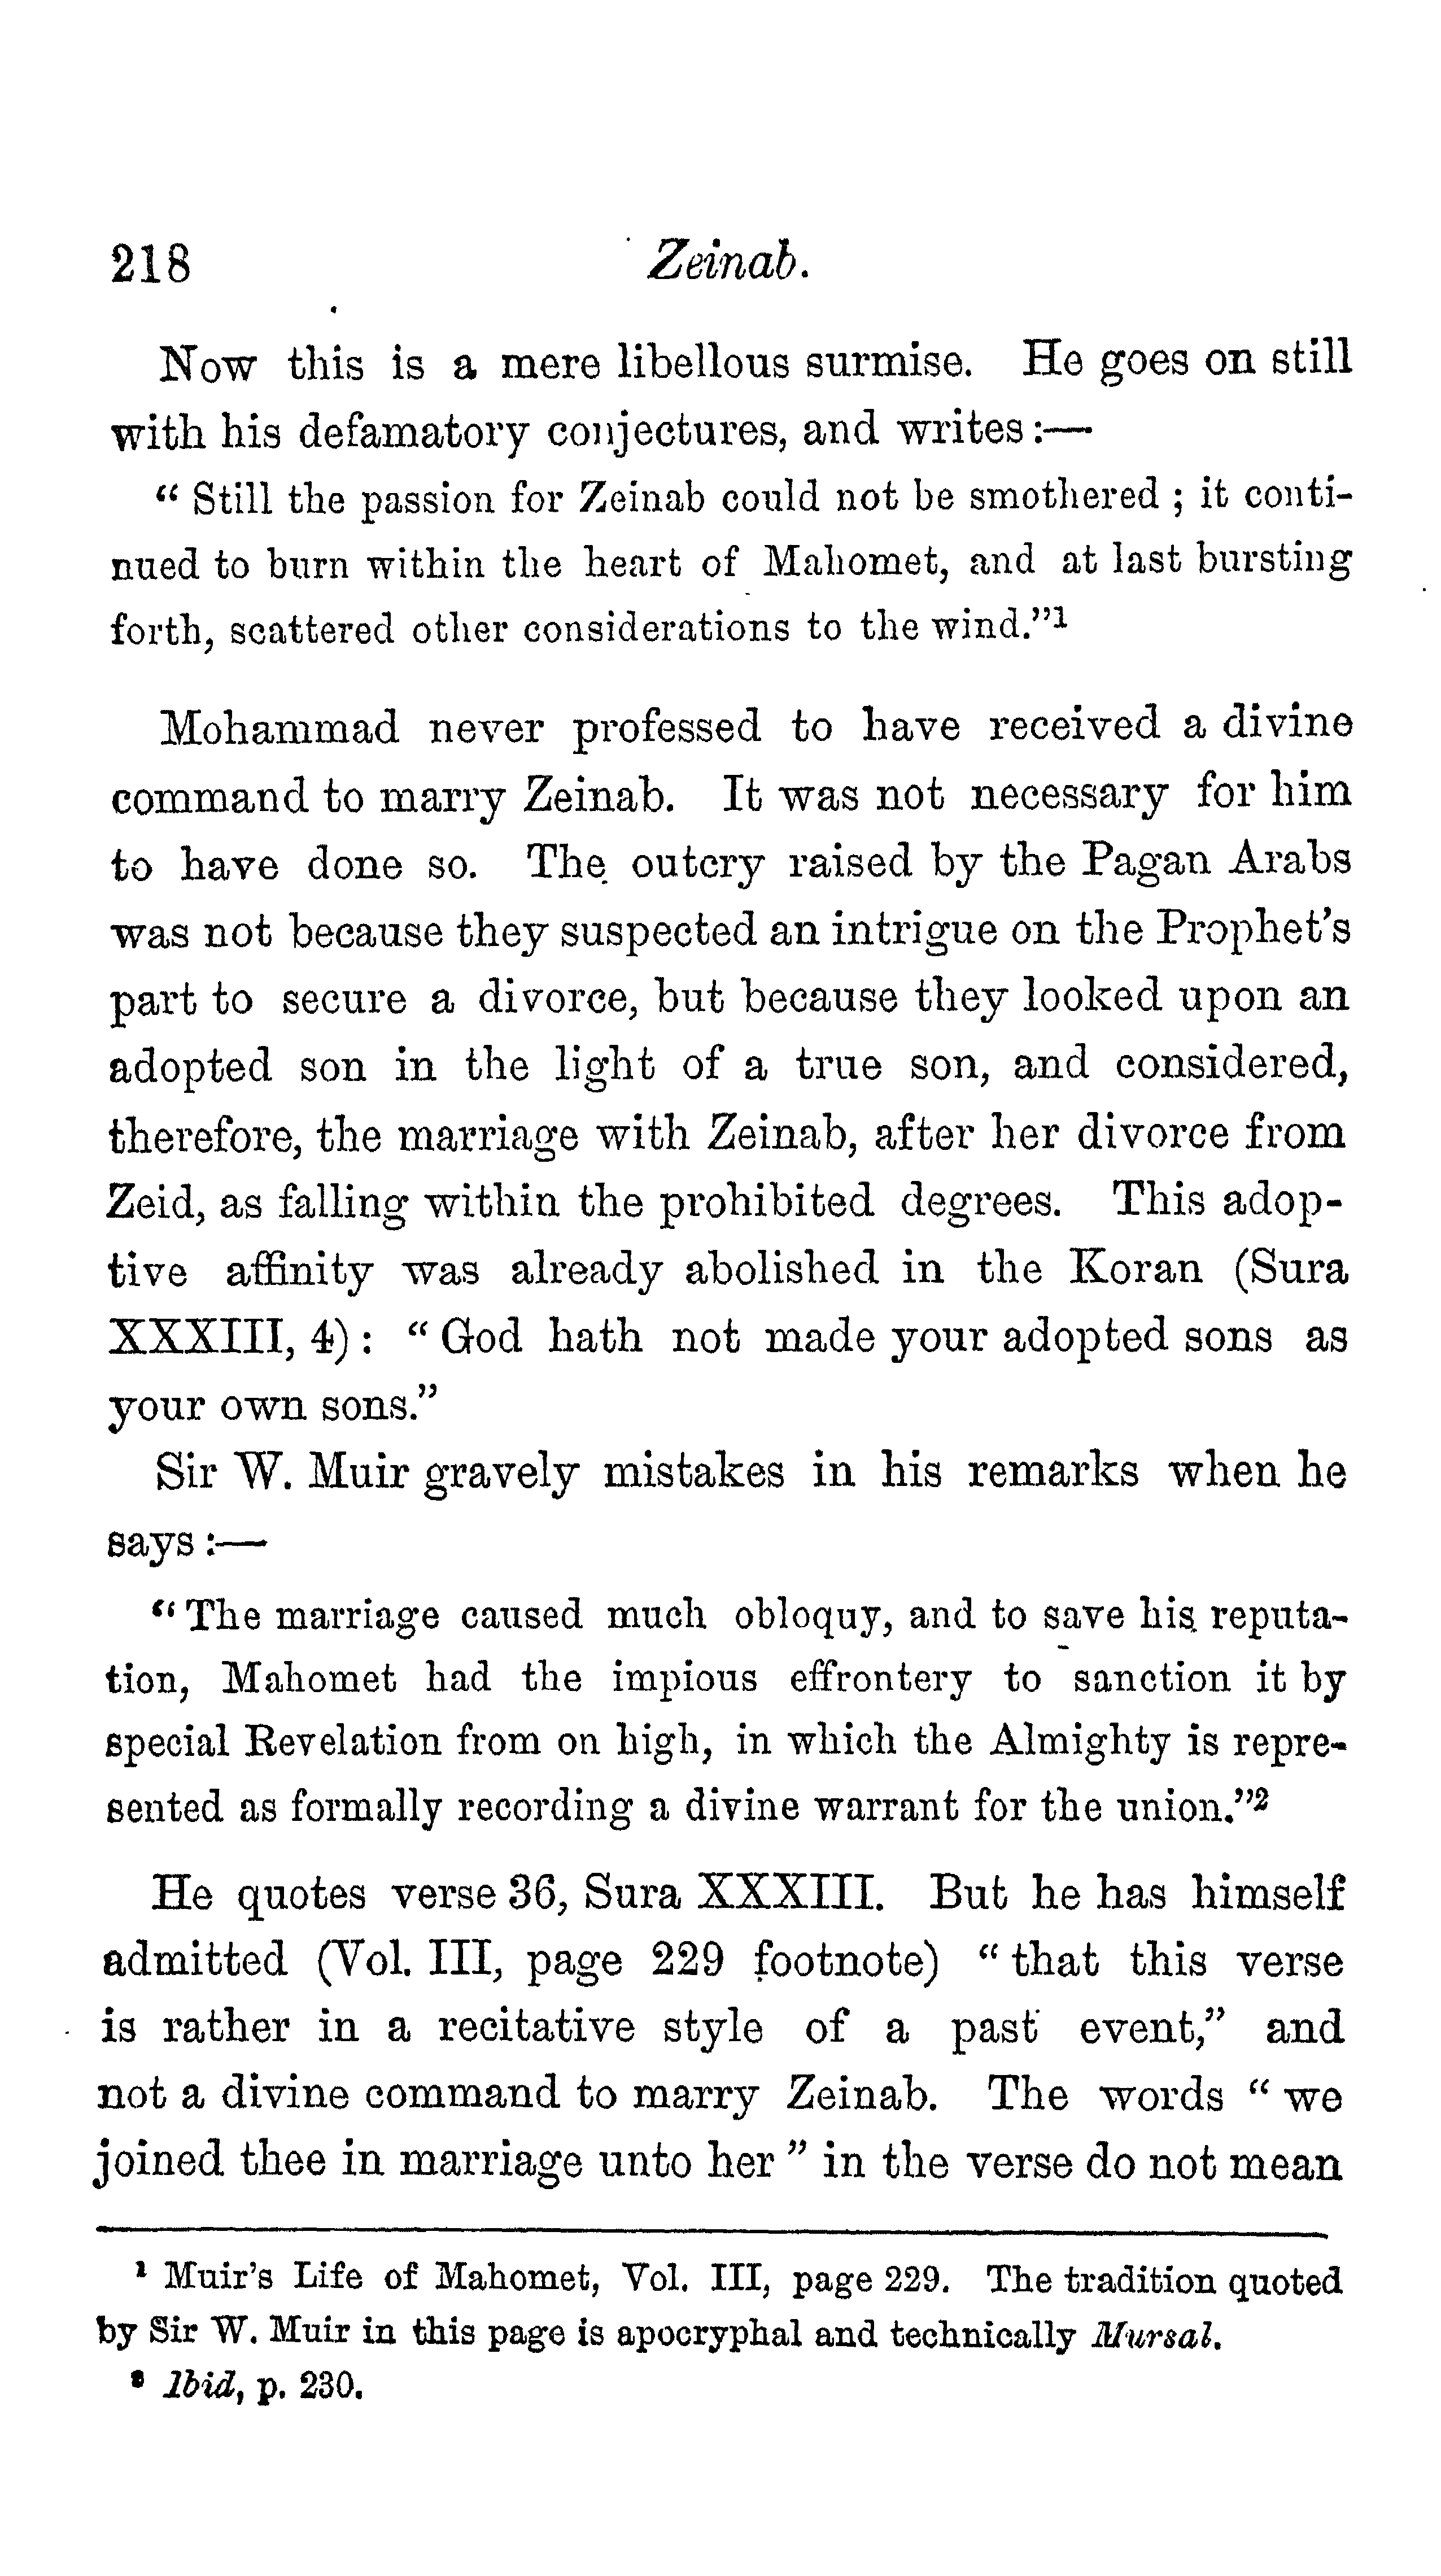 218 Zeinab.
Now this is a mere libellous surmise. He goes on still
with his defamatory conjectures, and writes :—
" Still the passion for Zeinab could not be smothered ; it conti-
nued to burn within the heart of Mahomet, and at last bursting
forth, scattered other considerations to the wind."¹
Mohammad never professed to have received a divine
command to marry Zeinab. It was not necessary for him
to have done so. The outcry raised by the Pagan Arabs
was not because they suspected an intrigue on the Prophet's
part to secure a divorce, but because they looked upon an
adopted son in the light of a true son, and considered,
therefore, the marriage with Zeinab, after her divorce from
Zeid, as falling within the prohibited degrees. This adop-
tive affinity was already abolished in the Koran (Sura
XXXIII, 4) : " God hath not made your adopted sons as
your own sons."
Sir W. Muir gravely mistakes in his remarks when he
says :—
" The marriage caused much obloquy, and to save his reputa-
tion, Mahomet had the impious effrontery to sanction it by
special Revelation from on high, in which the Almighty is repre-
sented as formally recording a divine warrant for the union."²
He quotes verse 36, Sura XXXIII. But he has himself
admitted (Vol. III, page 229 footnote) " that this verse
is rather in a recitative style of a past event," and
not a divine command to marry Zeinab. The words " we
joined thee in marriage unto her " in the verse do not mean
¹ Muir's Life of Mahomet, Vol. III, page 229. The tradition quoted
by Sir W. Muir in this page is apocryphal and technically Mursal.
² Ibid, p. 230.